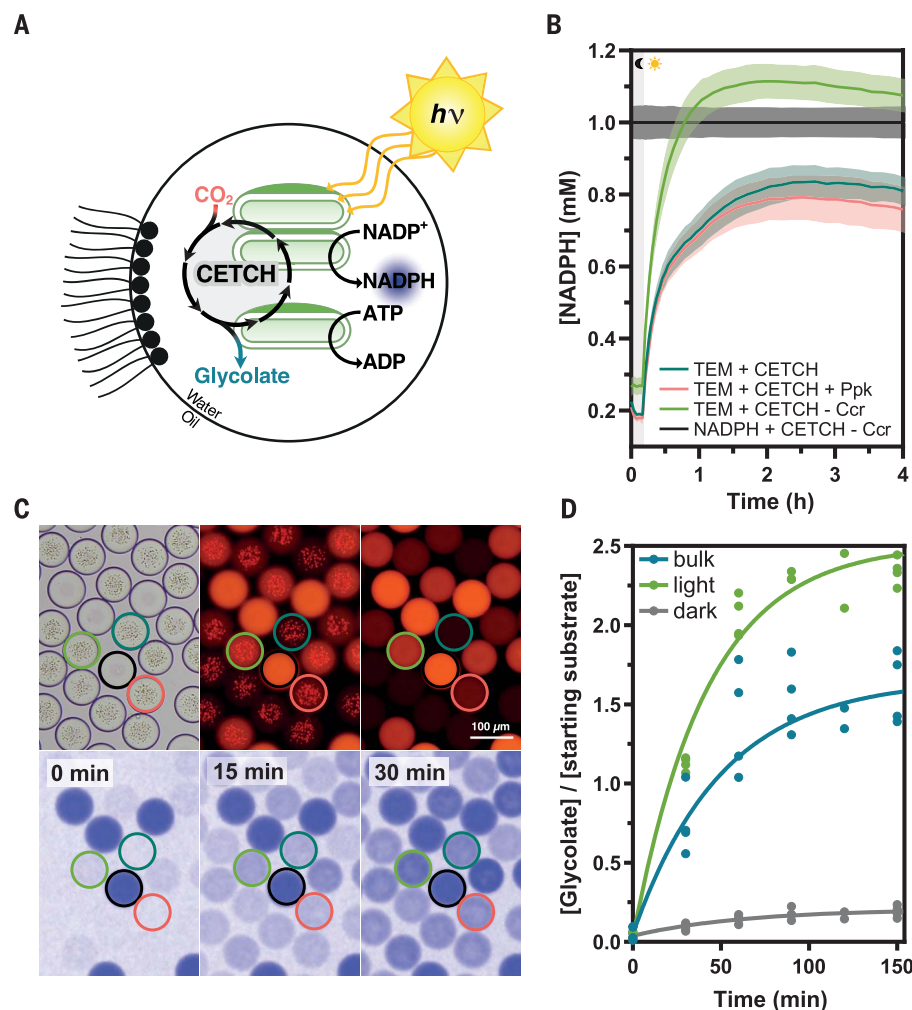 A
hν
CO₂
NADP⁺
CETCH
NADPH
ATP
ADP
Glycolate
Water
Oil
B
[NADPH] (mM)
1.2
1.0
0.8
0.6
0.4
0.2
TEM + CETCH
TEM + CETCH + Ppk
TEM + CETCH - Ccr
NADPH + CETCH - Ccr
0 1 2 3 4
Time (h)
C
100 µm
0 min 15 min 30 min
D
[Glycolate] / [starting substrate]
2.5
2.0
1.5
1.0
0.5
0.0
bulk
light
dark
0 50 100 150
Time (min)